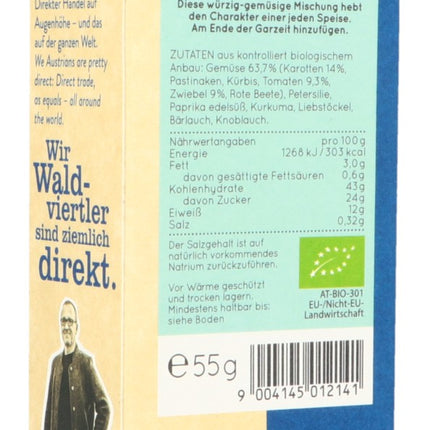 Direkter Handel auf
Augenhöhe – und das
auf der ganzen Welt.
We Austrians are pretty
direct: Direct trade,
as equals - all around
the world.
Wir
Wald-
viertler
sind ziemlich
direkt.
Diese würzig-gemüsige Mischung hebt
den Charakter einer jeden Speise.
Am Ende der Garzeit hinzufügen.
ZUTATEN aus kontrolliert biologischem
Anbau: Gemüse 63,7% (Karotten 14%,
Pastinaken, Kürbis, Tomaten 9,3%,
Zwiebel 9%, Rote Beete), Petersilie,
Paprika edelsüß, Kurkuma, Liebstöckel,
Bärlauch, Knoblauch.
Nährwertangaben pro 100 g
Energie 1268 kJ / 303 kcal
Fett 3,0g
davon gesättigte Fettsäuren 0,6g
Kohlenhydrate 43g
davon Zucker 24g
Eiweiß 12g
Salz 0,32g
Der Salzgehalt ist auf
natürlich vorkommendes
Natrium zurückzuführen.
Vor Wärme geschützt
und trocken lagern.
Mindestens haltbar bis:
siehe Boden
AT-BIO-301
EU-/Nicht-EU-
Landwirtschaft
℮ 55g
9 004145 012141